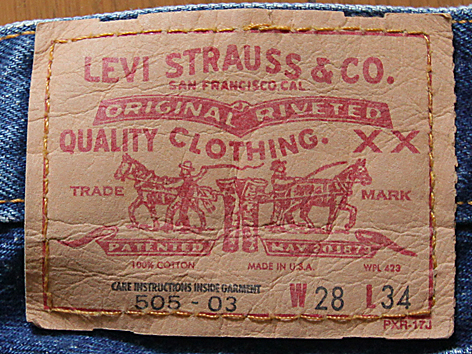 LEVI STRAUSS & CO.
SAN FRANCISCO CAL
ORIGINAL RIVETED
QUALITY CLOTHING. XX
TRADE MARK
PATENTED MAY 20 1873
100% COTTON MADE IN U.S.A. WPL 423
CARE INSTRUCTIONS INSIDE GARMENT
505 - 03 W 28 L 34